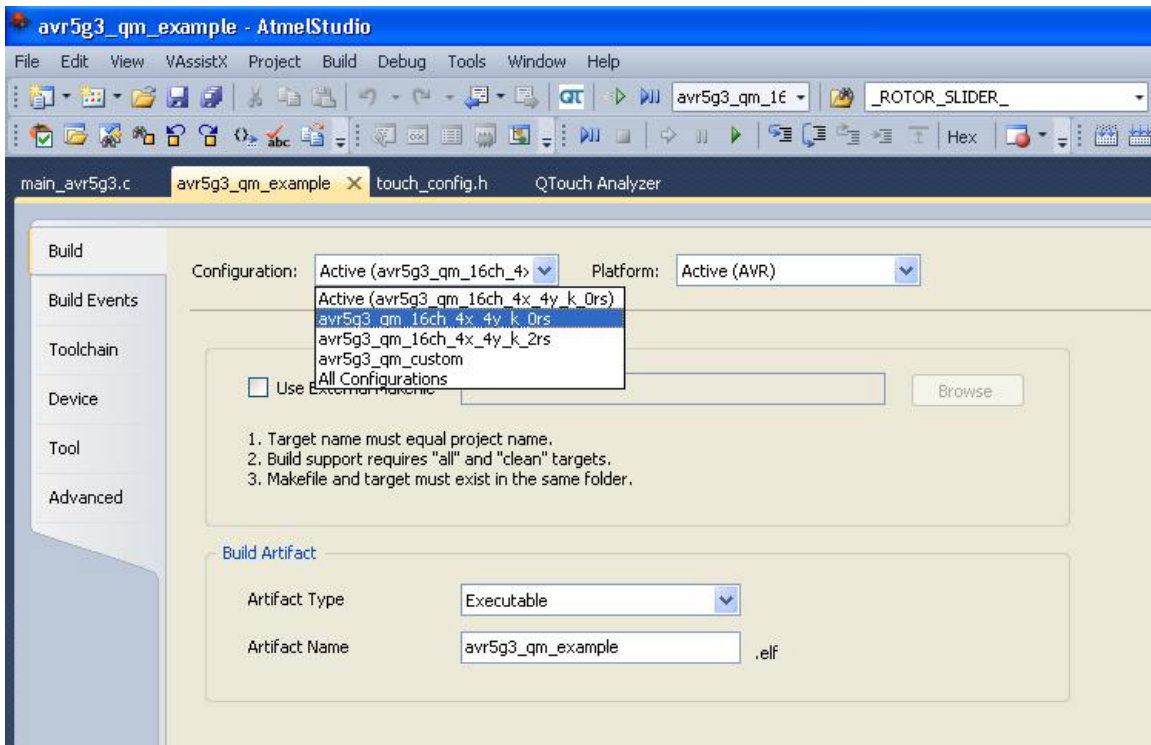 avr5g3_qm_example - AtmelStudio
File Edit View VAssistX Project Build Debug Tools Window Help
QT avr5g3_qm_16 _ROTOR_SLIDER_
abc Hex
main_avr5g3.c avr5g3_qm_example touch_config.h QTouch Analyzer
Build
Configuration: Active (avr5g3_qm_16ch_4x Platform: Active (AVR)
Build Events
Active (avr5g3_qm_16ch_4x_4y_k_0rs)
avr5g3_qm_16ch_4x_4y_k_0rs
Toolchain
avr5g3_qm_16ch_4x_4y_k_2rs
avr5g3_qm_custom
All Configurations
Device
Use External Makefile Browse
Tool
1. Target name must equal project name.
2. Build support requires "all" and "clean" targets.
3. Makefile and target must exist in the same folder.
Advanced
Build Artifact
Artifact Type Executable
Artifact Name avr5g3_qm_example .elf